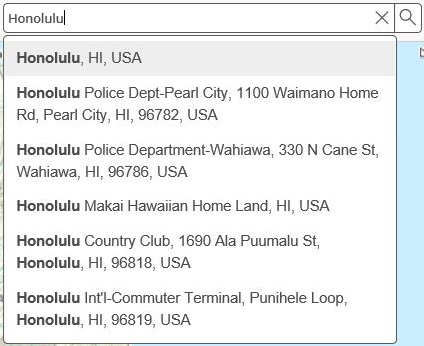 Honolulu
Honolulu, HI, USA
Honolulu Police Dept-Pearl City, 1100 Waimano Home
Rd, Pearl City, HI, 96782, USA
Honolulu Police Department-Wahiawa, 330 N Cane St,
Wahiawa, HI, 96786, USA
Honolulu Makai Hawaiian Home Land, HI, USA
Honolulu Country Club, 1690 Ala Puumalu St,
Honolulu, HI, 96818, USA
Honolulu Int'l-Commuter Terminal, Punihele Loop,
Honolulu, HI, 96819, USA